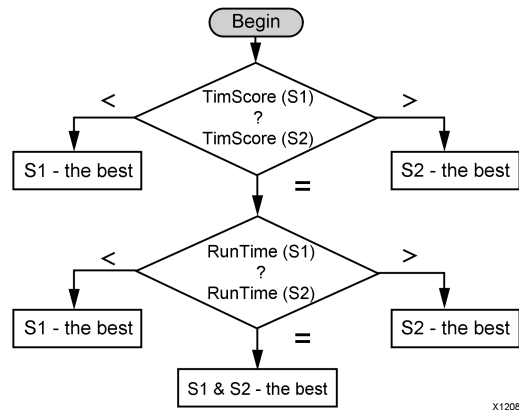 Begin
TimScore (S1)
?
TimScore (S2)
<
>
S1 - the best
S2 - the best
=
RunTime (S1)
?
RunTime (S2)
<
>
S1 - the best
S2 - the best
=
S1 & S2 - the best
X1208